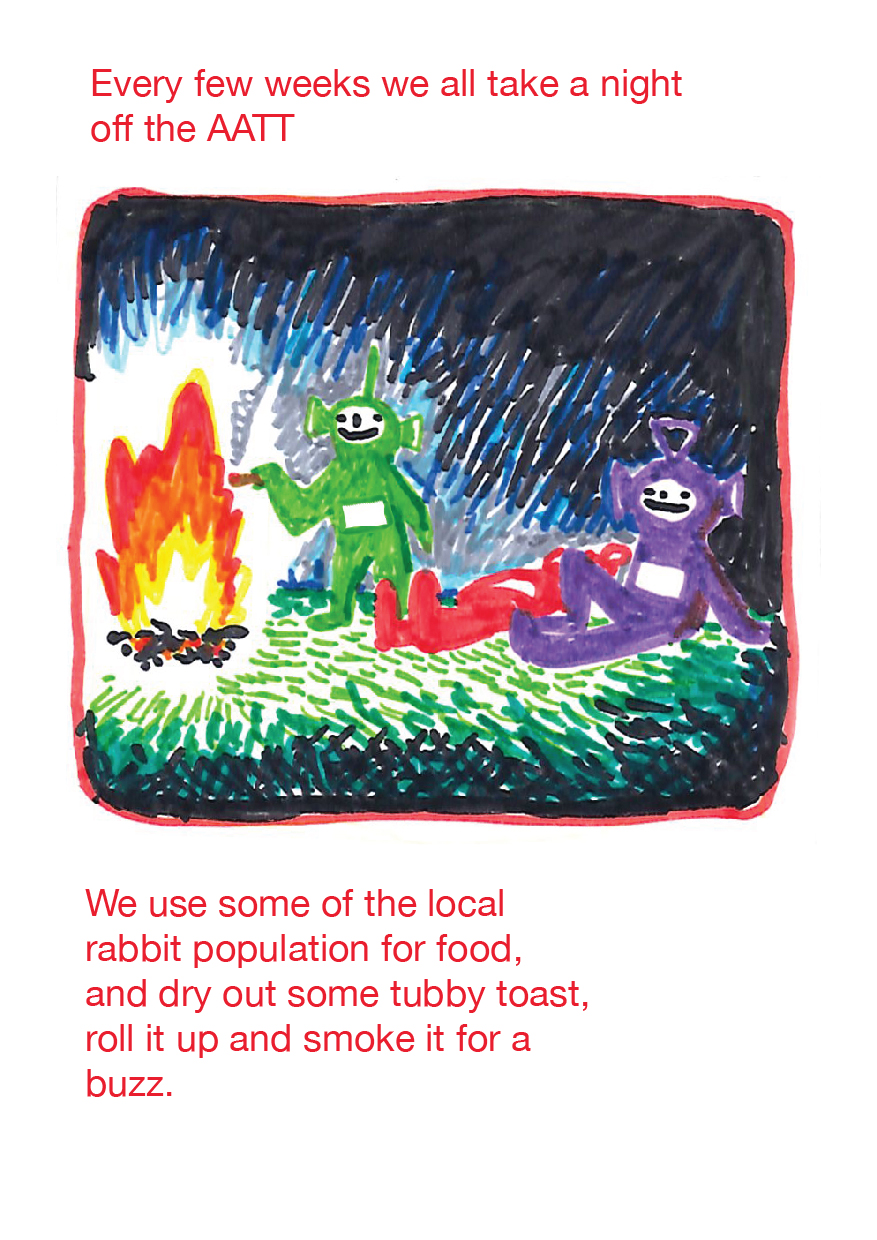 Every few weeks we all take a night
off the AATT
We use some of the local
rabbit population for food,
and dry out some tubby toast,
roll it up and smoke it for a
buzz.